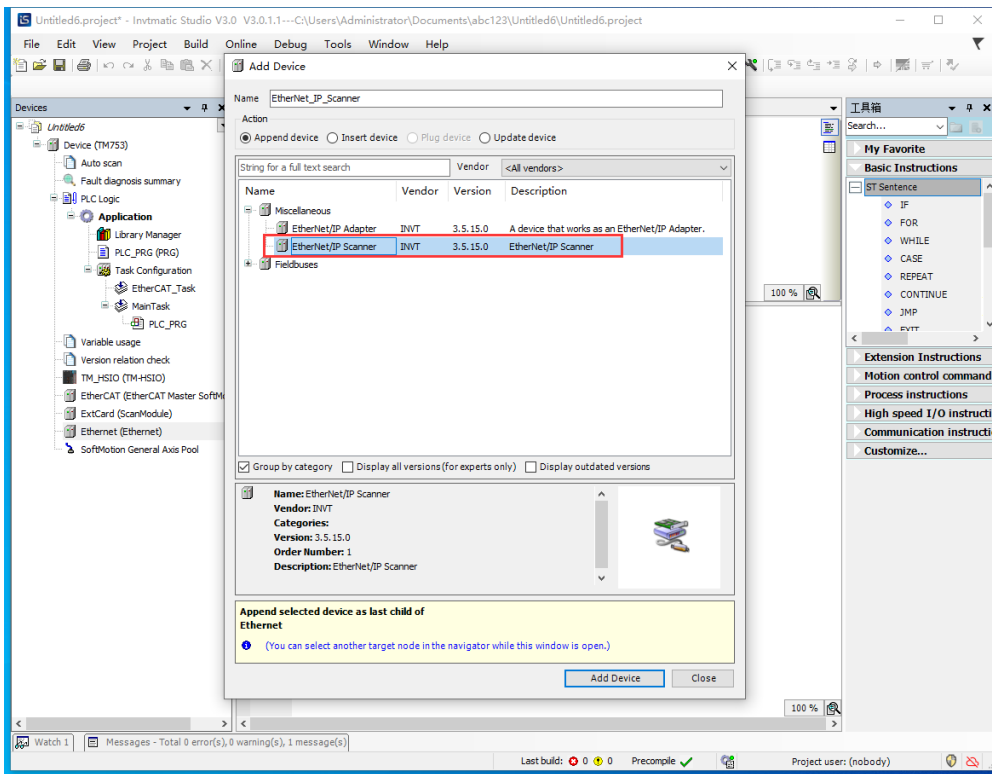 Untitled6.project* - Invtmatic Studio V3.0 V3.0.1.1---C:\Users\Administrator\Documents\abc123\Untitled6\Untitled6.project
File Edit View Project Build Online Debug Tools Window Help
Devices
Untitled6
Device (TM753)
Auto scan
Fault diagnosis summary
PLC Logic
Application
Library Manager
PLC_PRG (PRG)
Task Configuration
EtherCAT_Task
MainTask
PLC_PRG
Variable usage
Version relation check
TM_HSIO (TM-HSIO)
EtherCAT (EtherCAT Master SoftMo
ExtCard (ScanModule)
Ethernet (Ethernet)
SoftMotion General Axis Pool
Add Device
Name EtherNet_IP_Scanner
Action
Append device Insert device Plug device Update device
String for a full text search Vendor <All vendors>
Name Vendor Version Description
Miscellaneous
EtherNet/IP Adapter INVT 3.5.15.0 A device that works as an EtherNet/IP Adapter.
EtherNet/IP Scanner INVT 3.5.15.0 EtherNet/IP Scanner
Fieldbuses
Group by category Display all versions (for experts only) Display outdated versions
Name: EtherNet/IP Scanner
Vendor: INVT
Categories:
Version: 3.5.15.0
Order Number: 1
Description: EtherNet/IP Scanner
Append selected device as last child of
Ethernet
(You can select another target node in the navigator while this window is open.)
Add Device Close
100 %
100 %
工具箱
Search...
My Favorite
Basic Instructions
ST Sentence
IF
FOR
WHILE
CASE
REPEAT
CONTINUE
JMP
EXIT
Extension Instructions
Motion control command
Process instructions
High speed I/O instructi
Communication instructi
Customize...
Watch 1 Messages - Total 0 error(s), 0 warning(s), 1 message(s)
Last build: 0 0 Precompile Project user: (nobody)